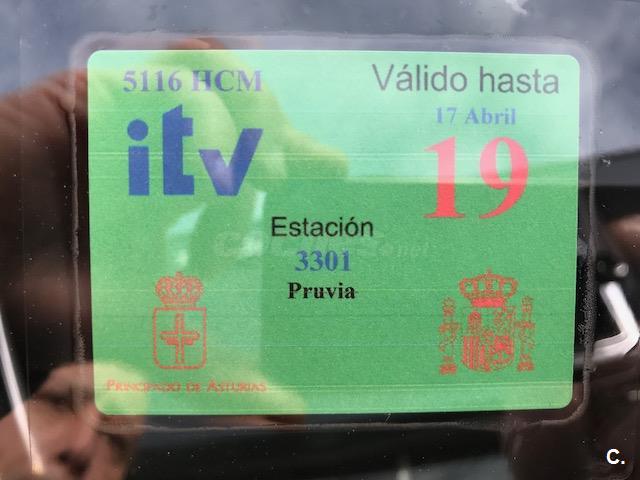 5116 HCM
Válido hasta
itv
17 Abril
19
Estación
3301
Pruvia
PRINCIPADO DE ASTURIAS
C.